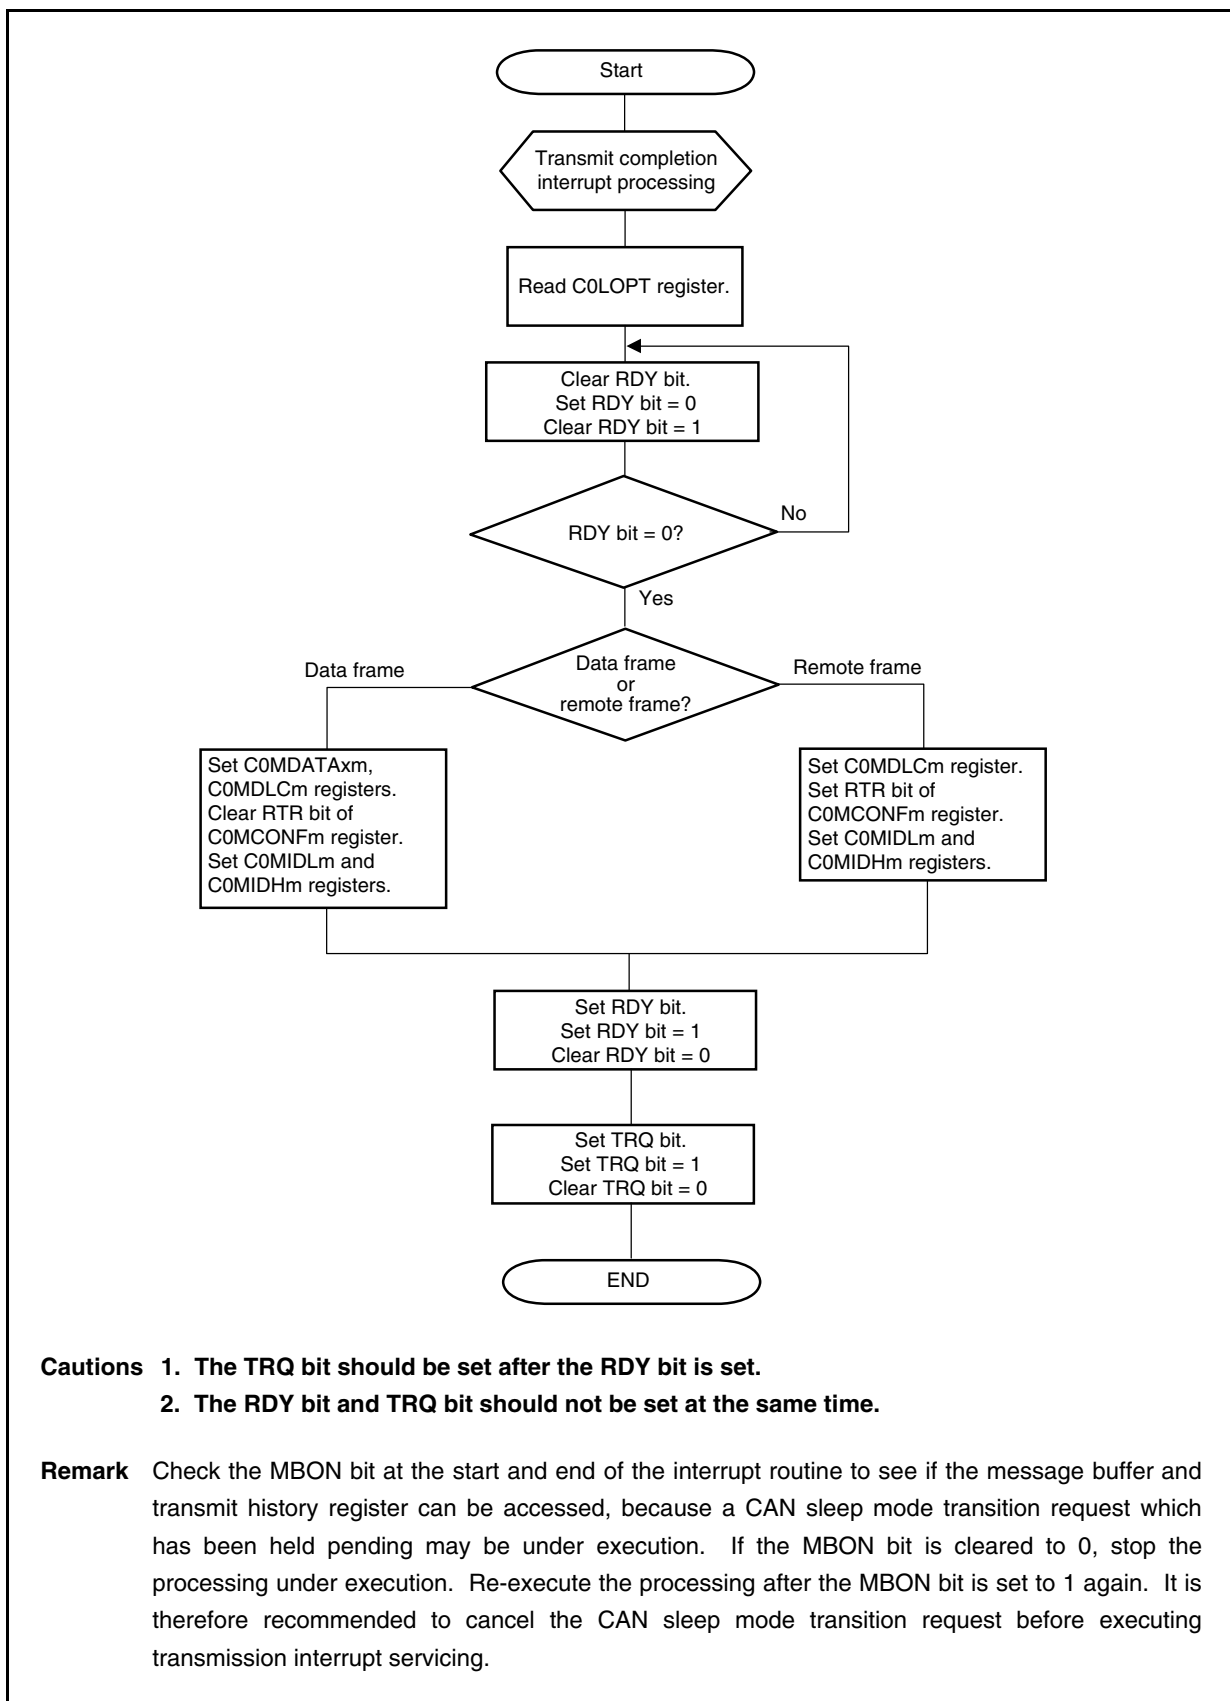 Start
Transmit completion
interrupt processing
Read C0LOPT register.
Clear RDY bit.
Set RDY bit = 0
Clear RDY bit = 1
RDY bit = 0?
No
Yes
Data frame
or
remote frame?
Data frame
Remote frame
Set C0MDATAxm,
C0MDLCm registers.
Clear RTR bit of
C0MCONFm register.
Set C0MIDLm and
C0MIDHm registers.
Set C0MDLCm register.
Set RTR bit of
C0MCONFm register.
Set C0MIDLm and
C0MIDHm registers.
Set RDY bit.
Set RDY bit = 1
Clear RDY bit = 0
Set TRQ bit.
Set TRQ bit = 1
Clear TRQ bit = 0
END
Cautions 1. The TRQ bit should be set after the RDY bit is set.
2. The RDY bit and TRQ bit should not be set at the same time.
Remark Check the MBON bit at the start and end of the interrupt routine to see if the message buffer and
transmit history register can be accessed, because a CAN sleep mode transition request which
has been held pending may be under execution. If the MBON bit is cleared to 0, stop the
processing under execution. Re-execute the processing after the MBON bit is set to 1 again. It is
therefore recommended to cancel the CAN sleep mode transition request before executing
transmission interrupt servicing.